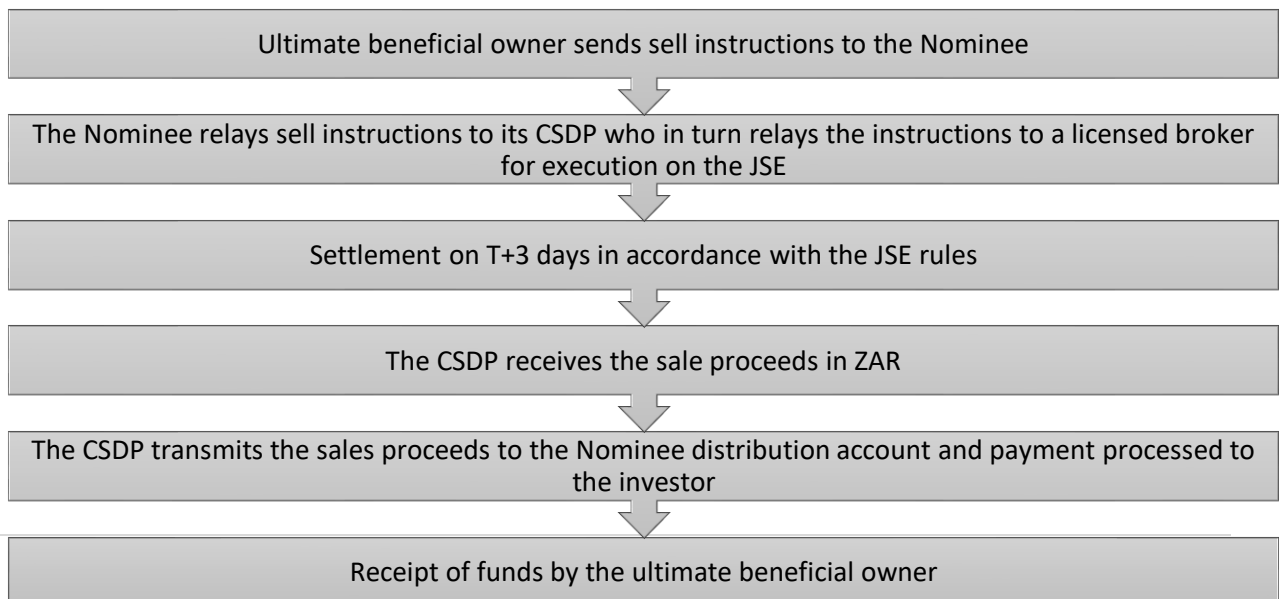 Ultimate beneficial owner sends sell instructions to the Nominee
The Nominee relays sell instructions to its CSDP who in turn relays the instructions to a licensed broker
for execution on the JSE
Settlement on T+3 days in accordance with the JSE rules
The CSDP receives the sale proceeds in ZAR
The CSDP transmits the sales proceeds to the Nominee distribution account and payment processed to
the investor
Receipt of funds by the ultimate beneficial owner